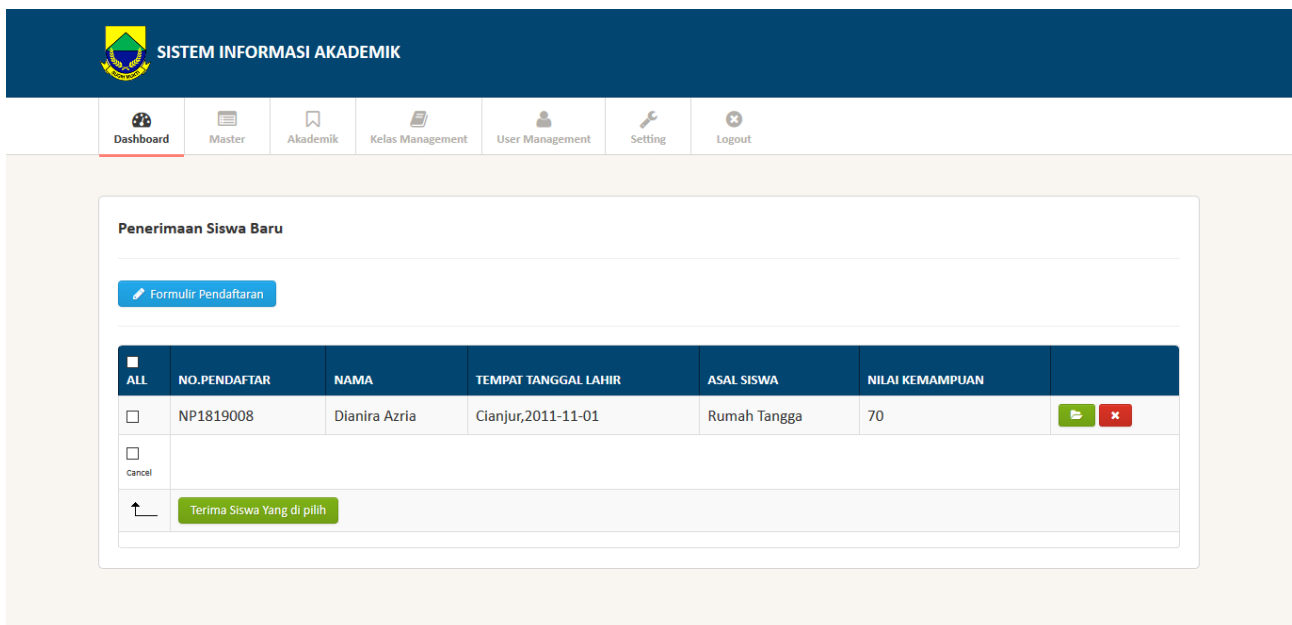 SISTEM INFORMASI AKADEMIK
Dashboard Master Akademik Kelas Management User Management Setting Logout
Penerimaan Siswa Baru
Formulir Pendaftaran
ALL NO.PENDAFTAR NAMA TEMPAT TANGGAL LAHIR ASAL SISWA NILAI KEMAMPUAN
NP1819008 Dianira Azria Cianjur,2011-11-01 Rumah Tangga 70
Cancel
Terima Siswa Yang di pilih